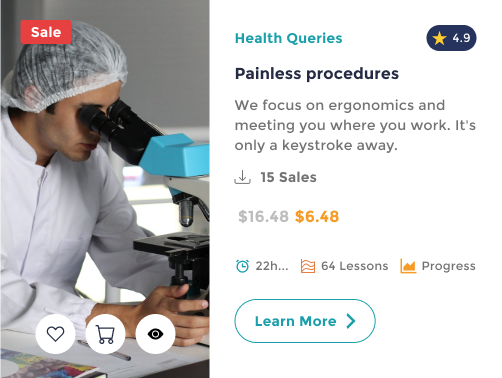 Sale
Health Queries
4.9
Painless procedures
We focus on ergonomics and
meeting you where you work. It's
only a keystroke away.
15 Sales
$16.48 $6.48
22h... 64 Lessons Progress
Learn More